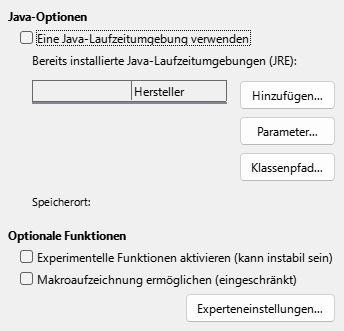 Java-Optionen
Eine Java-Laufzeitumgebung verwenden
Bereits installierte Java-Laufzeitumgebungen (JRE):
Hersteller
Hinzufügen...
Parameter...
Klassenpfad...
Speicherort:
Optionale Funktionen
Experimentelle Funktionen aktivieren (kann instabil sein)
Makroaufzeichnung ermöglichen (eingeschränkt)
Experteneinstellungen...